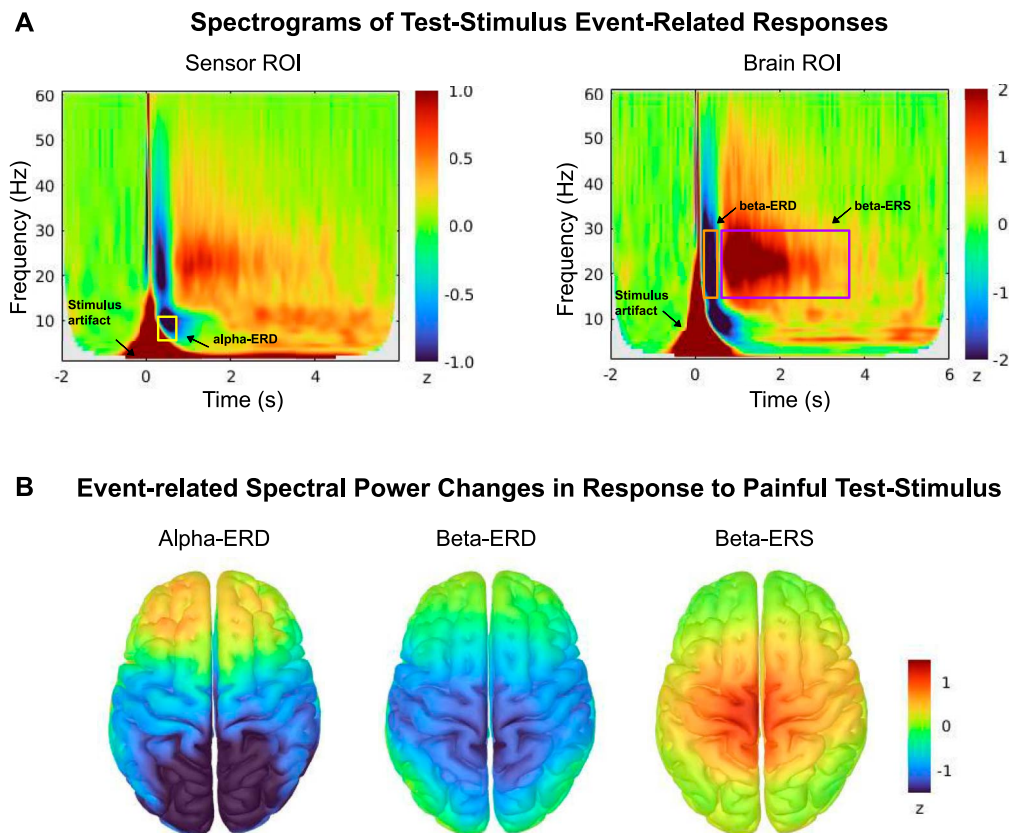 A
Spectrograms of Test-Stimulus Event-Related Responses
Sensor ROI
Frequency (Hz)
60
50
40
30
20
10
Stimulus
artifact
alpha-ERD
-2
0
2
4
Time (s)
1.0
0.5
0.0
-0.5
-1.0
z
Brain ROI
Frequency (Hz)
60
50
40
30
20
10
beta-ERD
beta-ERS
Stimulus
artifact
-2
0
2
4
6
Time (s)
2
1
0
-1
-2
z
B
Event-related Spectral Power Changes in Response to Painful Test-Stimulus
Alpha-ERD
Beta-ERD
Beta-ERS
1
0
-1
z